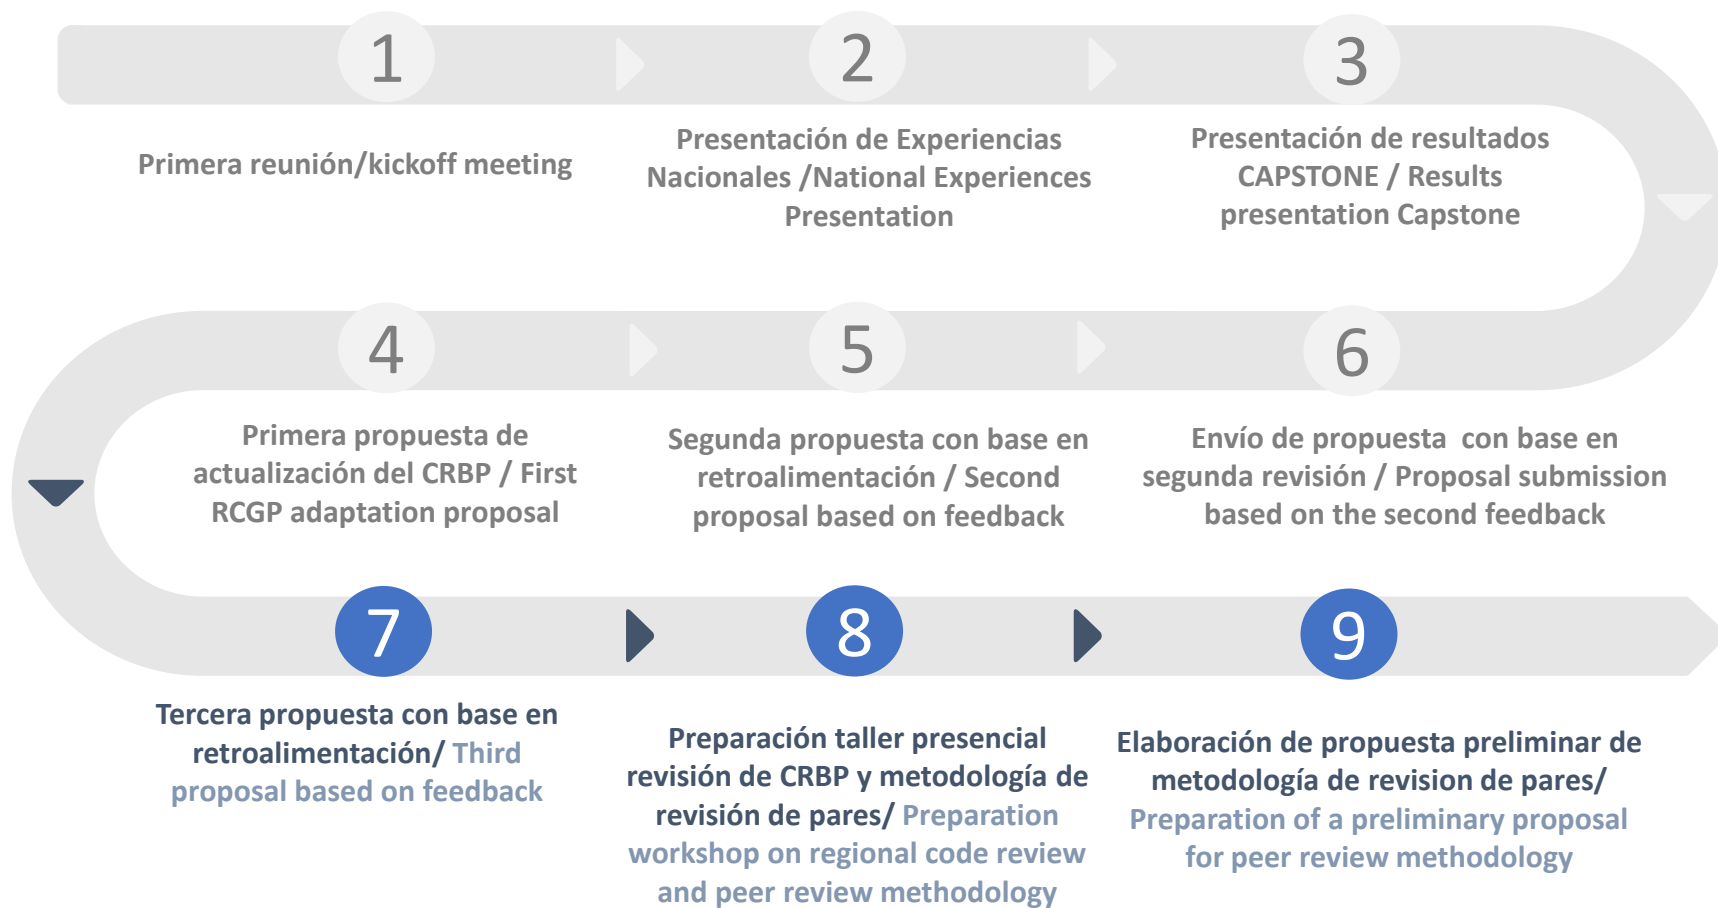 1
Primera reunión/kickoff meeting
2
Presentación de Experiencias
Nacionales /National Experiences
Presentation
3
Presentación de resultados
CAPSTONE / Results
presentation Capstone
4
Primera propuesta de
actualización del CRBP / First
RCGP adaptation proposal
5
Segunda propuesta con base en
retroalimentación / Second
proposal based on feedback
6
Envío de propuesta  con base en
segunda revisión / Proposal submission
based on the second feedback
7
Tercera propuesta con base en
retroalimentación/ Third
proposal based on feedback
8
Preparación taller presencial
revisión de CRBP y metodología de
revisión de pares/ Preparation
workshop on regional code review
and peer review methodology
9
Elaboración de propuesta preliminar de
metodología de revision de pares/
Preparation of a preliminary proposal
for peer review methodology